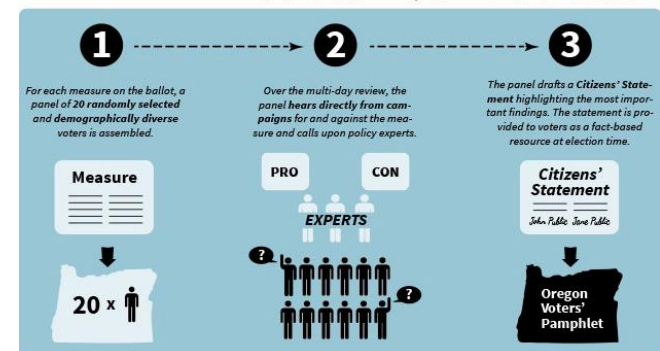 1
For each measure on the ballot, a
panel of 20 randomly selected
and demographically diverse
voters is assembled.
Measure
20 x
2
Over the multi-day review, the
panel hears directly from cam-
paigns for and against the mea-
sure and calls upon policy experts.
PRO
CON
EXPERTS
?
?
3
The panel drafts a Citizens' State-
ment highlighting the most impor-
tant findings. The statement is pro-
vided to voters as a fact-based
resource at election time.
Citizens'
Statement
John Public Jane Public
Oregon
Voters'
Pamphlet